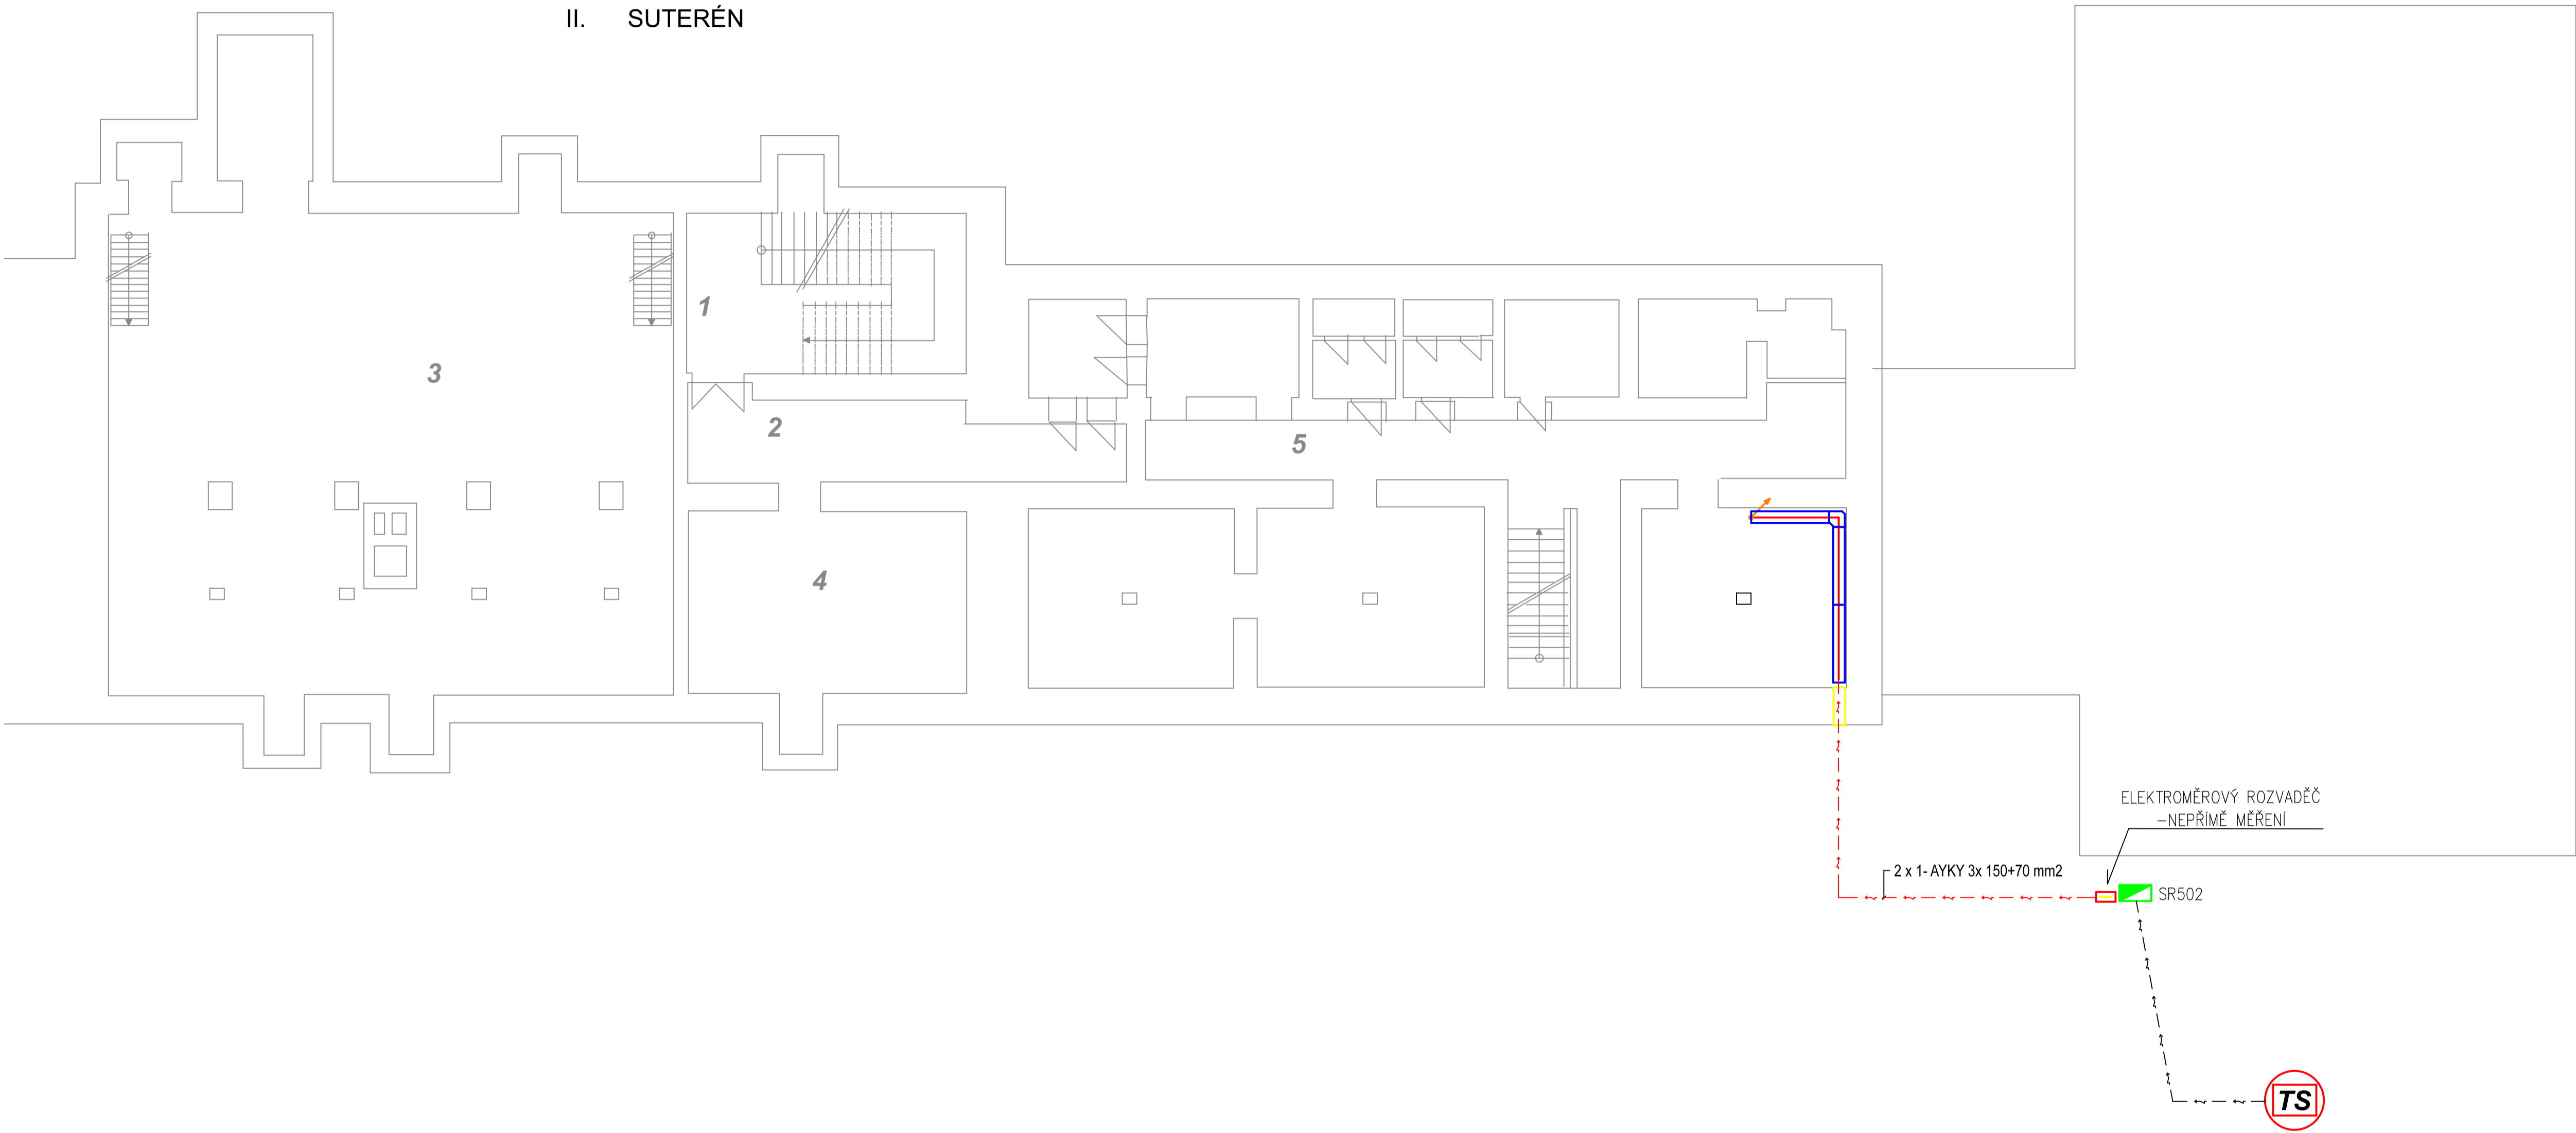 II. SUTERÉN
1
3
2
5
4
ELEKTROMĚROVÝ ROZVADĚČ
–NEPŘÍMĚ MĚŘENÍ
2 x 1- AYKY 3x 150+70 mm2
SR502
TS